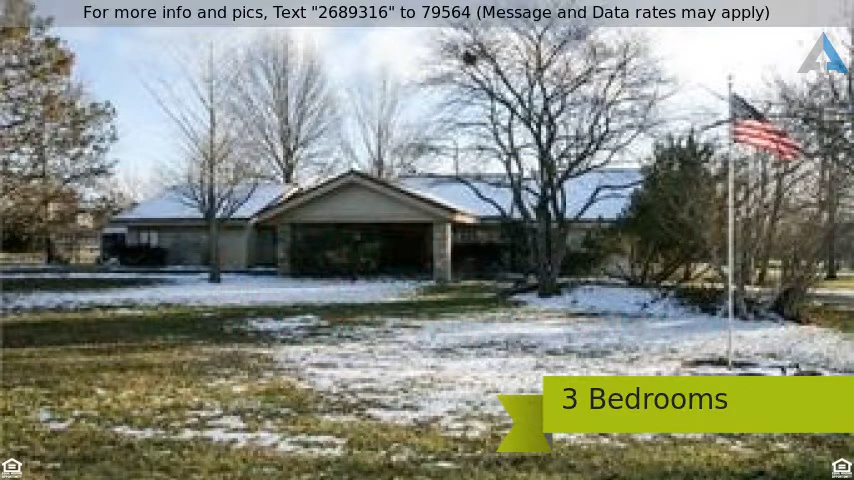 For more info and pics, Text "2689316" to 79564 (Message and Data rates may apply)
3 Bedrooms